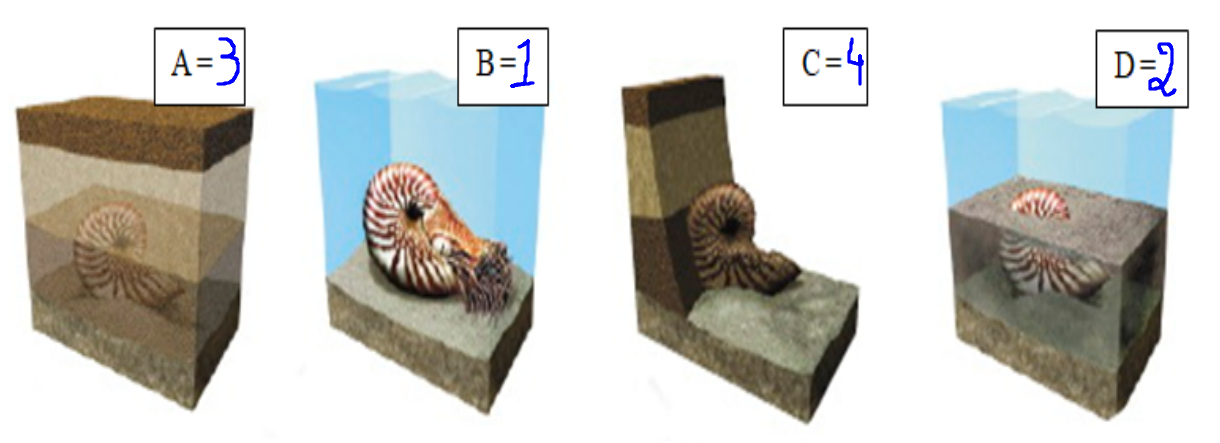 A=3
B=1
C=4
D=2